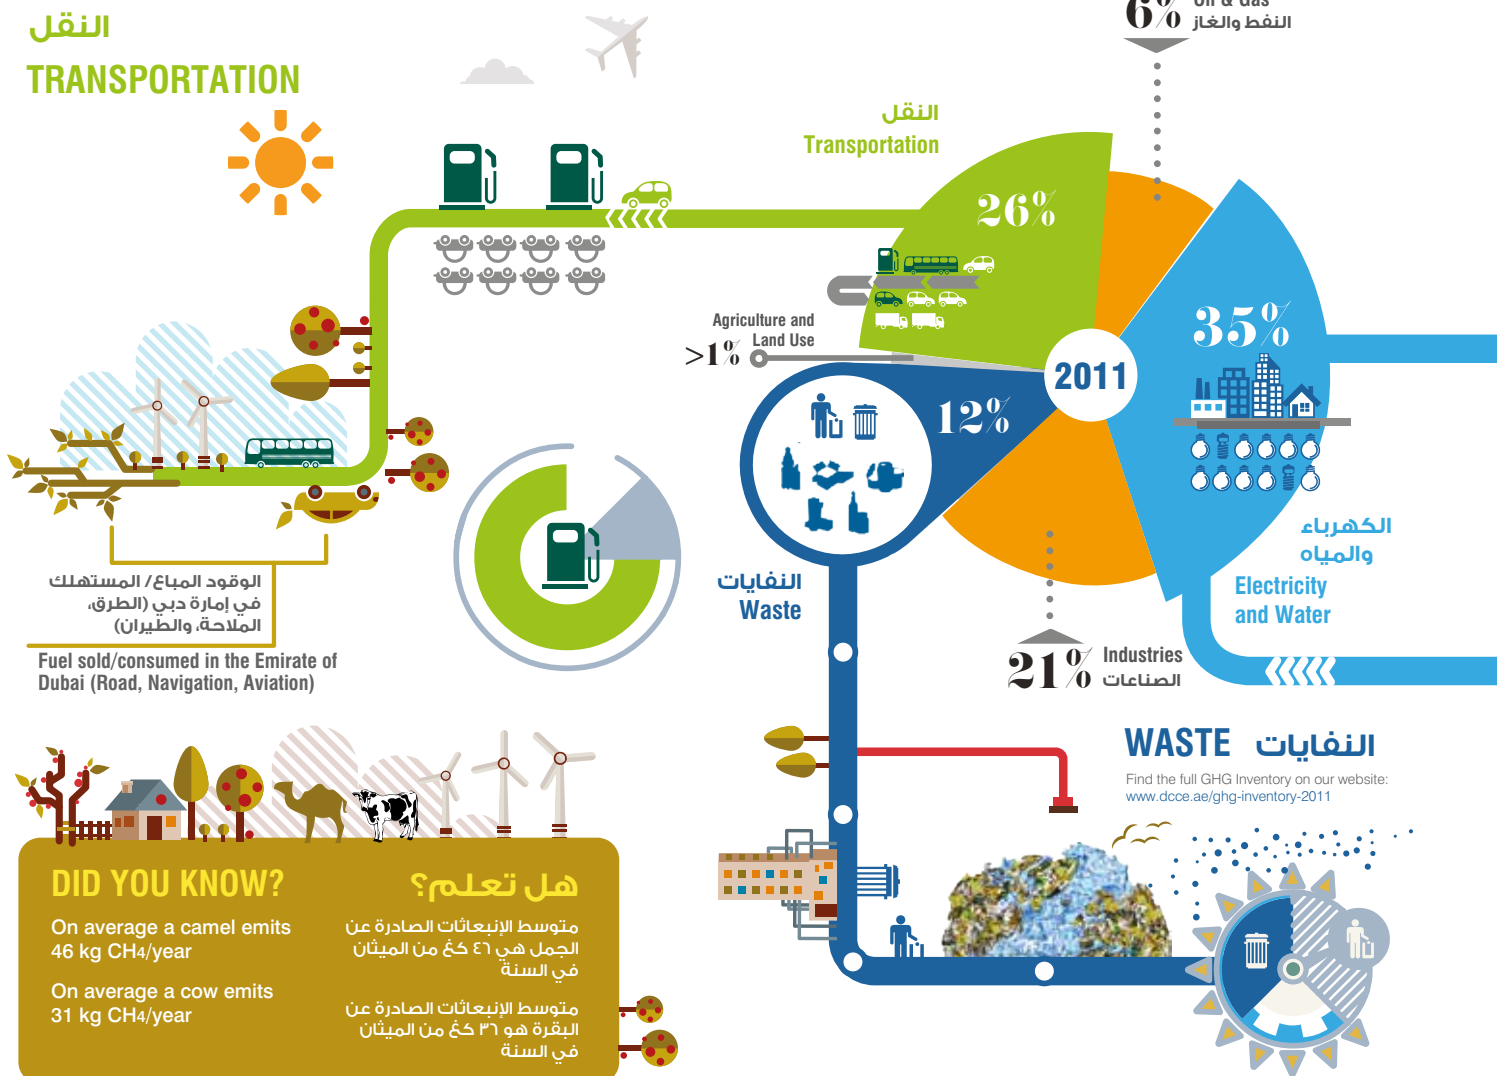 النقل
TRANSPORTATION
6%
Oil & Gas
النفط والغاز
النقل
Transportation
26%
Agriculture and
Land Use
>1%
2011
35%
12%
الكهرباء
والمياه
Electricity
and Water
النفايات
Waste
21%
Industries
الصناعات
الوقود المباع/ المستهلك
في إمارة دبي (الطرق،
الملاحة، والطيران)
Fuel sold/consumed in the Emirate of
Dubai (Road, Navigation, Aviation)
WASTE النفايات
Find the full GHG Inventory on our website:
www.dcce.ae/ghg-inventory-2011
DID YOU KNOW?
On average a camel emits
46 kg CH4/year
On average a cow emits
31 kg CH4/year
هل تعلم؟
متوسط الإنبعاثات الصادرة عن
الجمل هي ٤٦ كغ من الميثان
في السنة
متوسط الإنبعاثات الصادرة عن
البقرة هو ٣٦ كغ من الميثان
في السنة